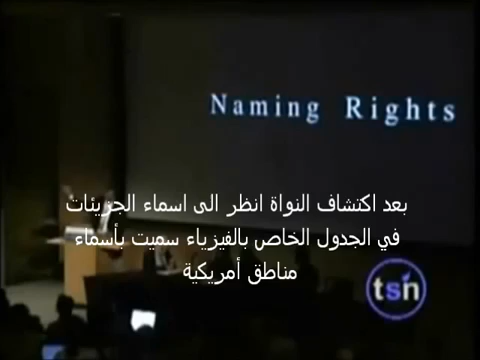 Naming Rights
بعد اكتشاف النواة انظر الى اسماء الجزيئات
في الجدول الخاص بالفيزياء سميت بأسماء
مناطق أمريكية
tsn